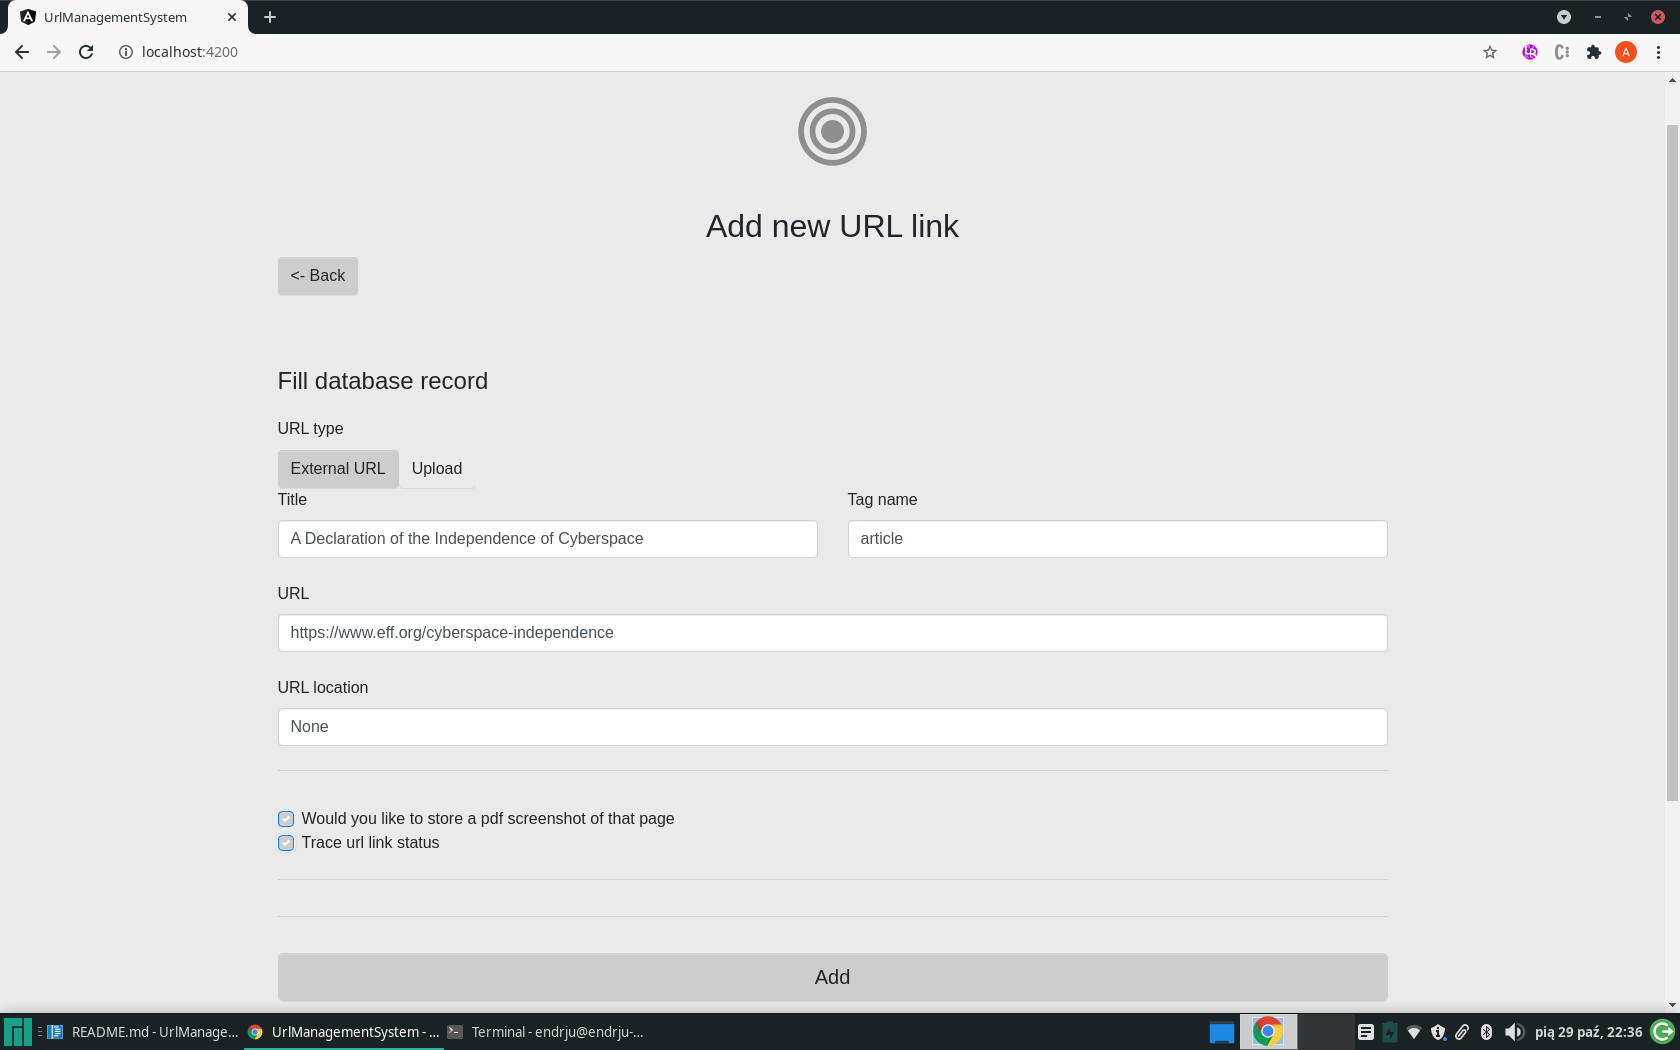 UrlManagementSystem
localhost:4200
A
Add new URL link
<- Back
Fill database record
URL type
External URL Upload
Title Tag name
A Declaration of the Independence of Cyberspace article
URL
https://www.eff.org/cyberspace-independence
URL location
None
Would you like to store a pdf screenshot of that page
Trace url link status
Add
README.md - UrlManage... UrlManagementSystem - ... Terminal - endrju@endrju-... pią 29 paź, 22:36